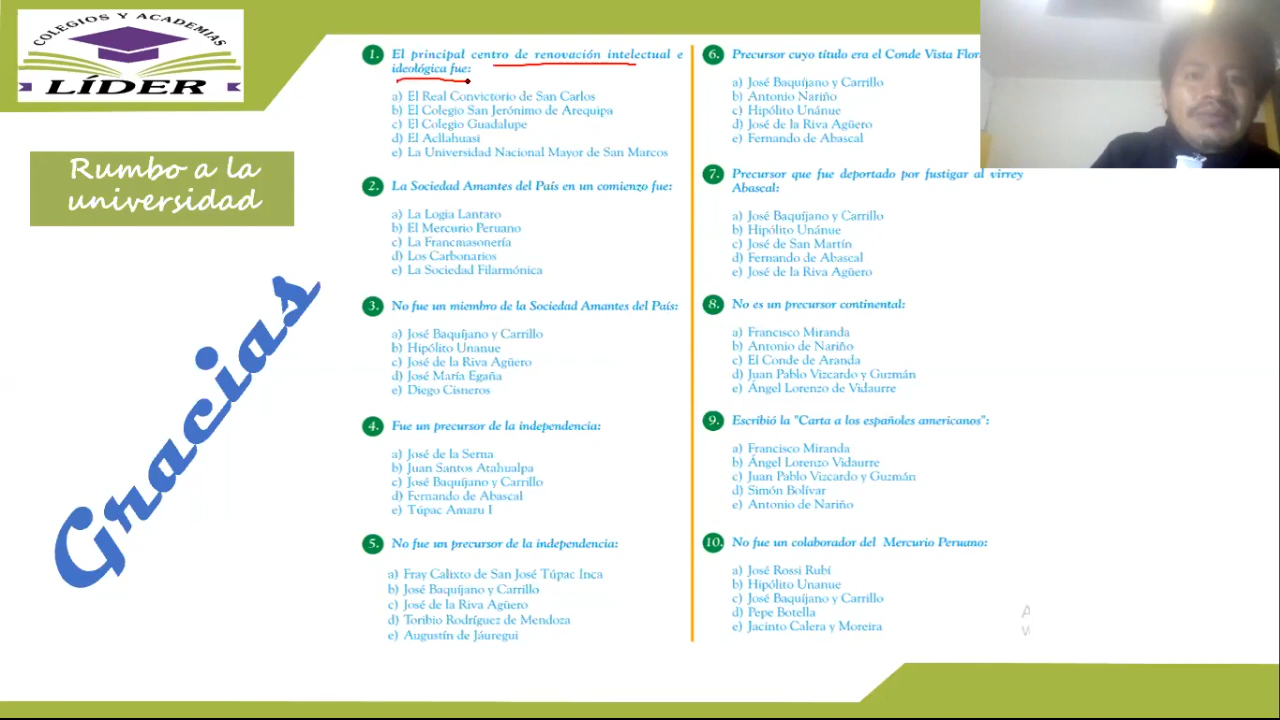 COLEGIOS Y ACADEMIAS
LÍDER
Rumbo a la
universidad
Gracias
1. El principal centro de renovación intelectual e
ideológica fue:
a) El Real Convictorio de San Carlos
b) El Colegio San Jerónimo de Arequipa
c) El Colegio Guadalupe
d) El Acllahuasi
e) La Universidad Nacional Mayor de San Marcos
2. La Sociedad Amantes del País en un comienzo fue:
a) La Logia Lantaro
b) El Mercurio Peruano
c) La Francmasonería
d) Los Carbonarios
e) La Sociedad Filarmónica
3. No fue un miembro de la Sociedad Amantes del País:
a) José Baquíjano y Carrillo
b) Hipólito Unanue
c) José de la Riva Agüero
d) José María Egaña
e) Diego Cisneros
4. Fue un precursor de la independencia:
a) José de la Serna
b) Juan Santos Atahualpa
c) José Baquíjano y Carrillo
d) Fernando de Abascal
e) Túpac Amaru I
5. No fue un precursor de la independencia:
a) Fray Calixto de San José Túpac Inca
b) José Baquíjano y Carrillo
c) José de la Riva Agüero
d) Toribio Rodríguez de Mendoza
e) Augustín de Jáuregui
6. Precursor cuyo título era el Conde Vista Flor
a) José Baquíjano y Carrillo
b) Antonio Nariño
c) Hipólito Unánue
d) José de la Riva Agüero
e) Fernando de Abascal
7. Precursor que fue deportado por fustigar al virrey
Abascal:
a) José Baquíjano y Carrillo
b) Hipólito Unánue
c) José de San Martín
d) Fernando de Abascal
e) José de la Riva Agüero
8. No es un precursor continental:
a) Francisco Miranda
b) Antonio de Nariño
c) El Conde de Aranda
d) Juan Pablo Vizcardo y Guzmán
e) Ángel Lorenzo de Vidaurre
9. Escribió la "Carta a los españoles americanos":
a) Francisco Miranda
b) Ángel Lorenzo Vidaurre
c) Juan Pablo Vizcardo y Guzmán
d) Simón Bolívar
e) Antonio de Nariño
10. No fue un colaborador del Mercurio Peruano:
a) José Rossi Rubí
b) Hipólito Unanue
c) José Baquíjano y Carrillo
d) Pepe Botella
e) Jacinto Calera y Moreira